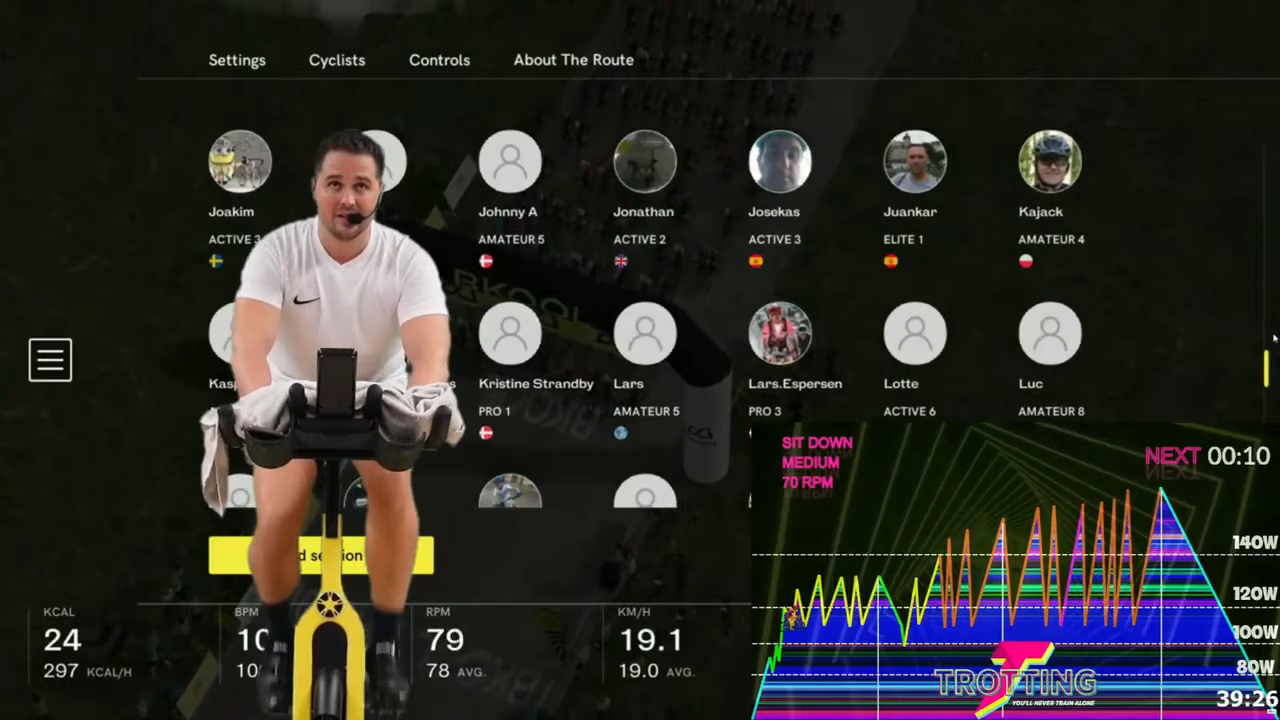 Settings Cyclists Controls About The Route
Joakim Johnny A Jonathan Josekas Juankar Kajack
ACTIVE 3 AMATEUR 5 ACTIVE 2 ACTIVE 3 ELITE 1 AMATEUR 4
BKOOL
Kristine Strandby Lars Lars.Espersen Lotte Luc
PRO 1 AMATEUR 5 PRO 3 ACTIVE 6 AMATEUR 8
SIT DOWN
MEDIUM
70 RPM
NEXT 00:10
140W
120W
100W
80W
TROTTING
YOU'LL NEVER TRAIN ALONE
39:26
KCAL BPM RPM KM/H
24 79 19.1
297 KCAL/H 78 AVG. 19.0 AVG.